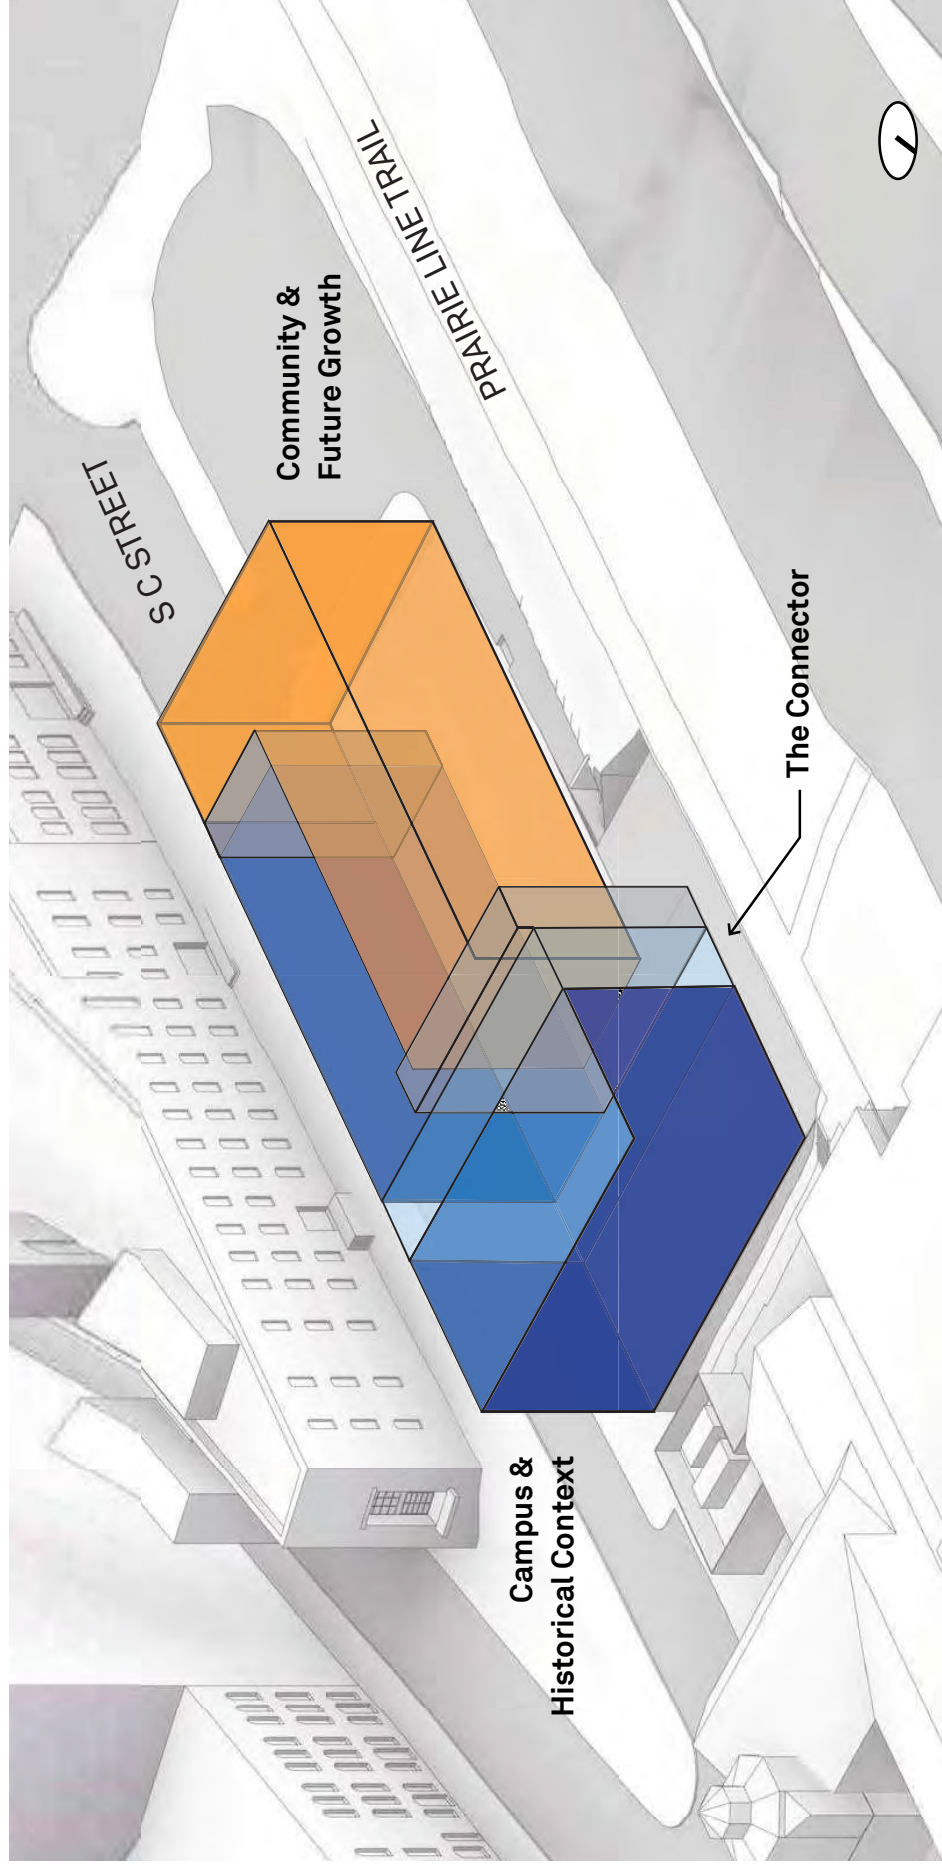 S C STREET
PRAIRIE LINE TRAIL
Community &
Future Growth
The Connector
Campus &
Historical Context